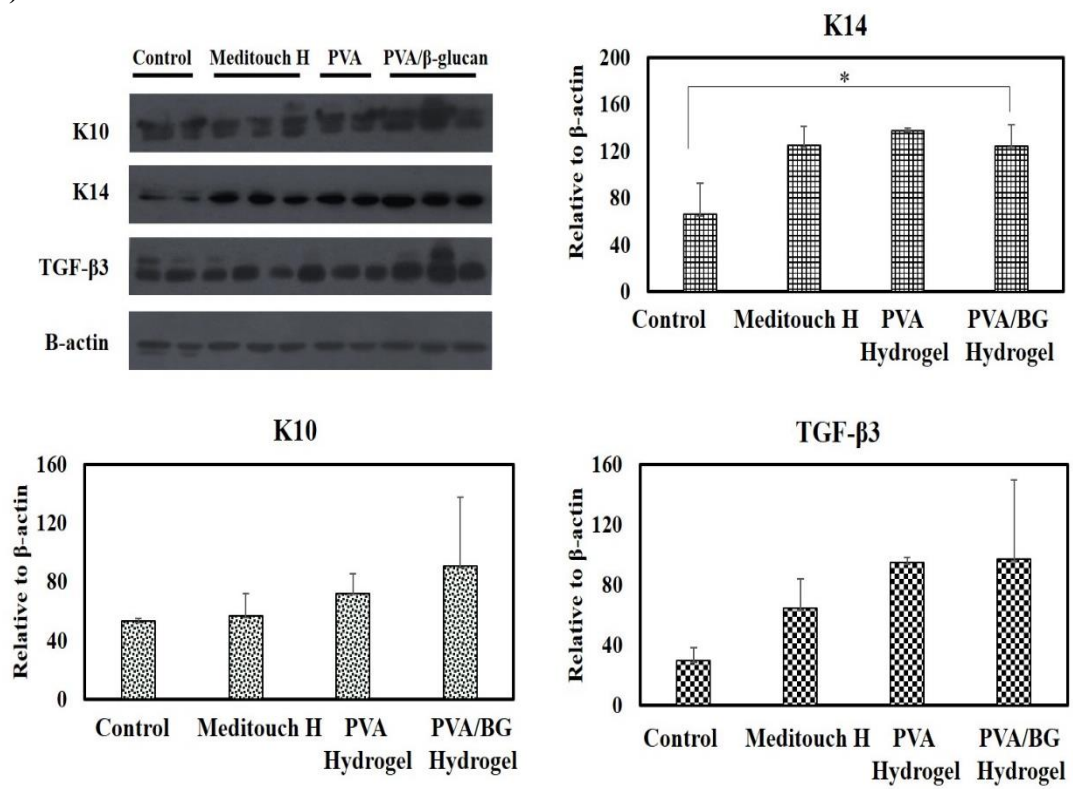 )
Control Meditouch H PVA PVA/β-glucan
K10
K14
TGF-β3
B-actin
K14
Relative to β-actin
200
160
120
80
40
0
*
Control Meditouch H PVA Hydrogel PVA/BG Hydrogel
K10
Relative to β-actin
160
120
80
40
0
Control Meditouch H PVA Hydrogel PVA/BG Hydrogel
TGF-β3
Relative to β-actin
160
120
80
40
0
Control Meditouch H PVA Hydrogel PVA/BG Hydrogel